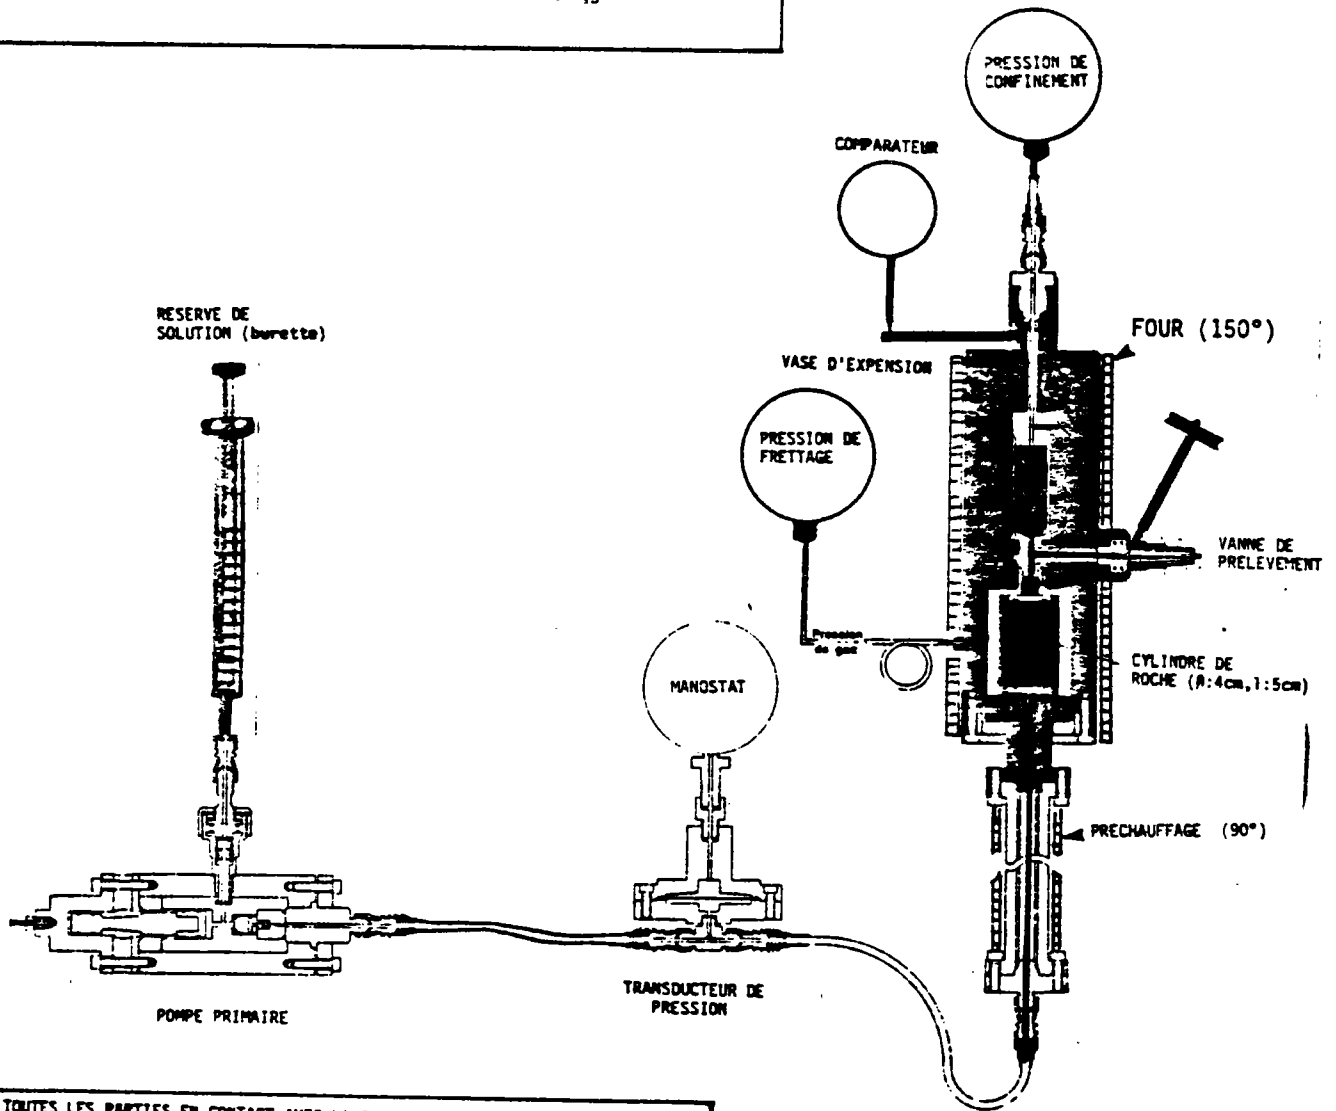 PRESSION DE
CONFINEMENT
COMPARATEUR
RESERVE DE
SOLUTION (burette)
FOUR (150°)
VASE D'EXPENSION
PRESSION DE
FRETTAGE
VANNE DE
PRELEVEMENT
Pression
de gaz
CYLINDRE DE
ROCHE (Ø:4cm,l:5cm)
MANOSTAT
PRECHAUFFAGE (90°)
TRANSDUCTEUR DE
PRESSION
POMPE PRIMAIRE
TOUTES LES PARTIES EN CONTACT